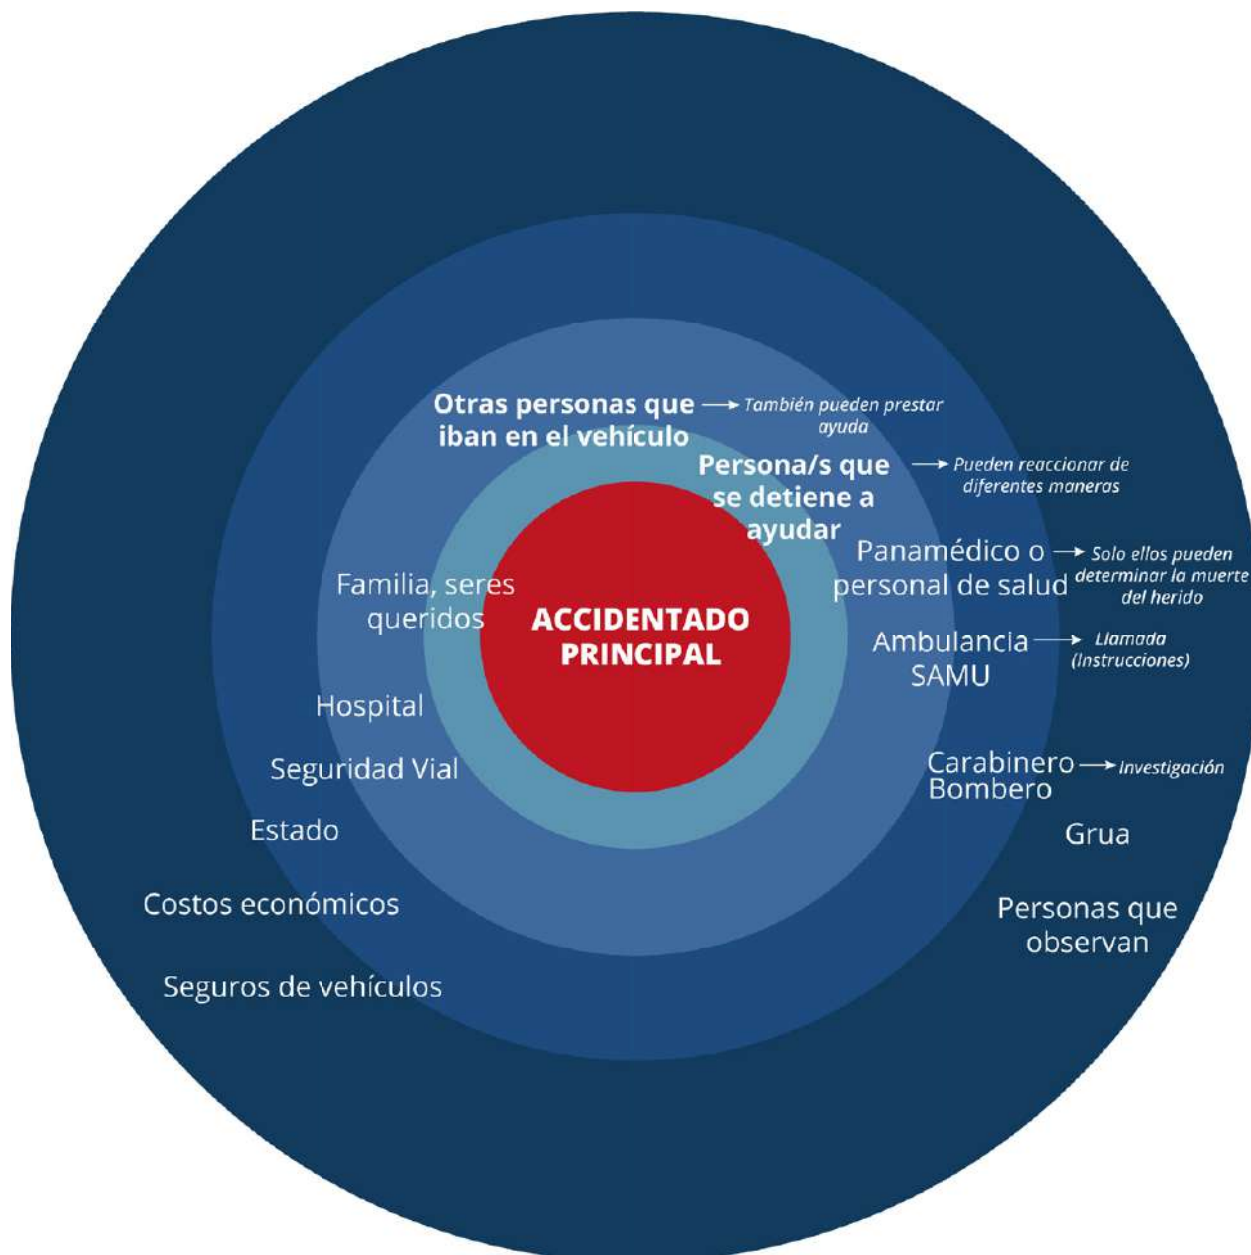 Otras personas que
iban en el vehículo
También pueden prestar
ayuda
Persona/s que
se detiene a
ayudar
Pueden reaccionar de
diferentes maneras
Panamédico o
personal de salud
Solo ellos pueden
determinar la muerte
del herido
Familia, seres
queridos
ACCIDENTADO
PRINCIPAL
Ambulancia
SAMU
Llamada
(Instrucciones)
Hospital
Seguridad Vial
Carabinero
Bombero
Investigación
Estado
Grua
Costos económicos
Personas que
observan
Seguros de vehículos